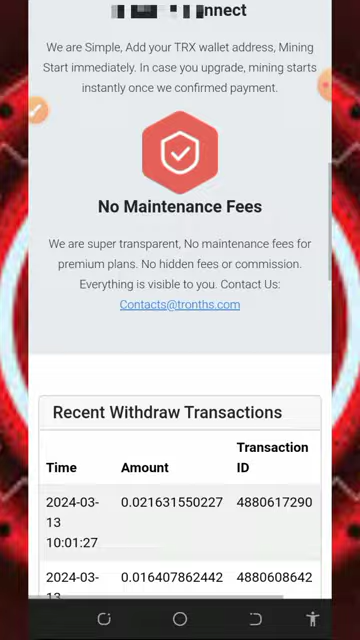 We are Simple, Add your TRX wallet address, Mining
Start immediately. In case you upgrade, mining starts
instantly once we confirmed payment.
No Maintenance Fees
We are super transparent, No maintenance fees for
premium plans. No hidden fees or commission.
Everything is visible to you. Contact Us:
Contacts@tronths.com
Recent Withdraw Transactions
Time Amount Transaction ID
2024-03-13 10:01:27 0.021631550227 4880617290
2024-03-13 0.016407862442 4880608642